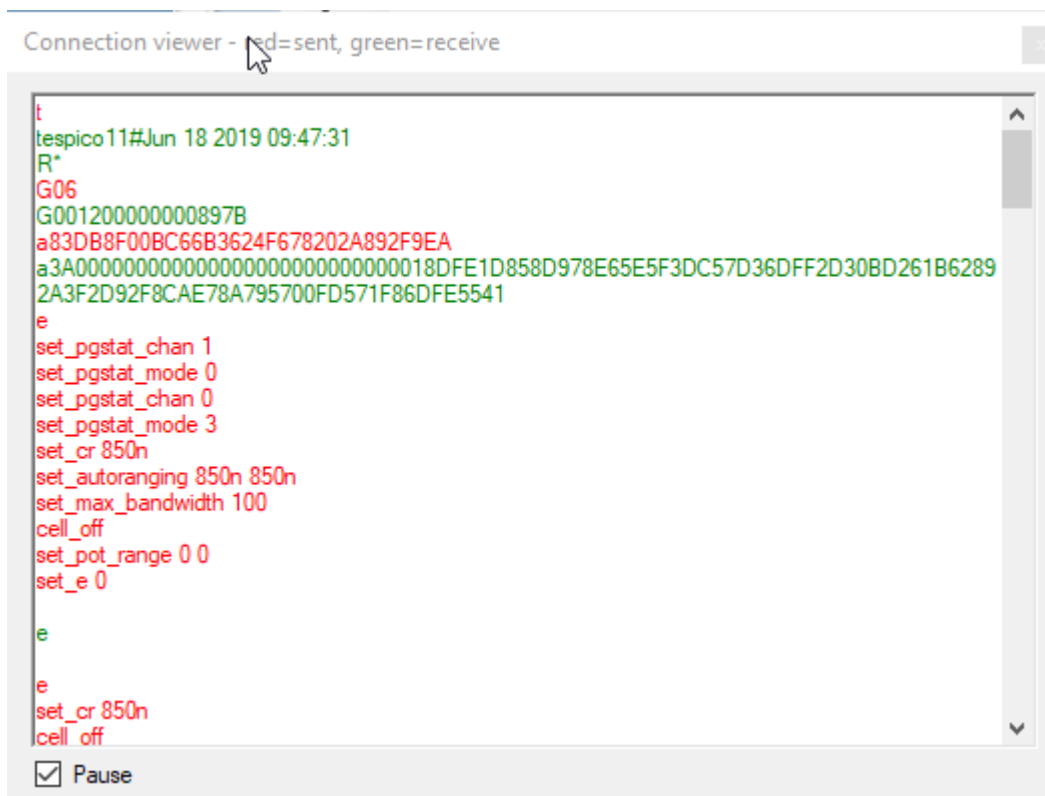 Connection viewer - red=sent, green=receive
t
tespico11#Jun 18 2019 09:47:31
R*
G06
G001200000000897B
a83DB8F00BC66B3624F678202A892F9EA
a3A000000000000000000000000000018DFE1D858D978E65E5F3DC57D36DFF2D30BD261B6289
2A3F2D92F8CAE78A795700FD571F86DFE5541
e
set_pgstat_chan 1
set_pgstat_mode 0
set_pgstat_chan 0
set_pgstat_mode 3
set_cr 850n
set_autoranging 850n 850n
set_max_bandwidth 100
cell_off
set_pot_range 0 0
set_e 0
e
e
set_cr 850n
cell_off
Pause